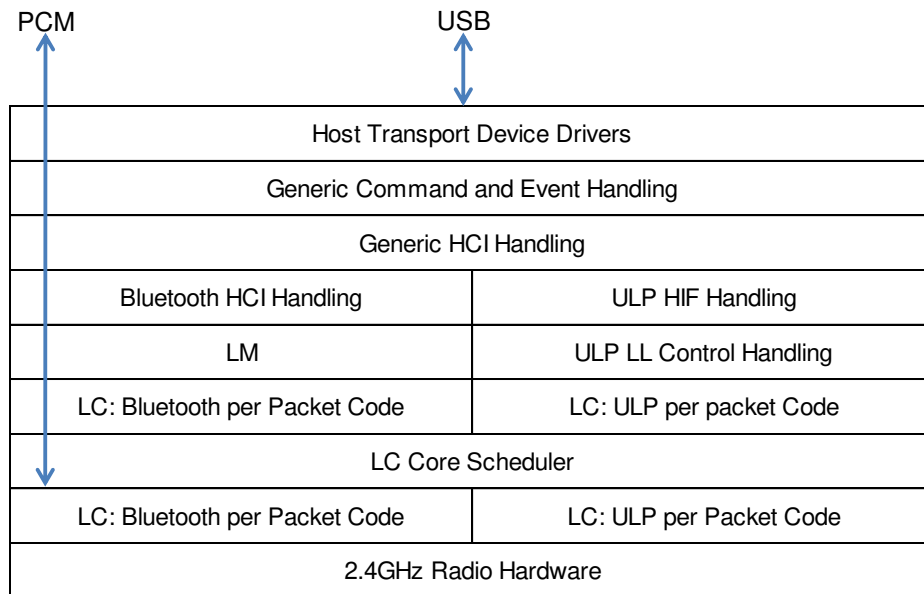 PCM
USB
Host Transport Device Drivers
Generic Command and Event Handling
Generic HCI Handling
Bluetooth HCI Handling
ULP HIF Handling
LM
ULP LL Control Handling
LC: Bluetooth per Packet Code
LC: ULP per packet Code
LC Core Scheduler
LC: Bluetooth per Packet Code
LC: ULP per Packet Code
2.4GHz Radio Hardware